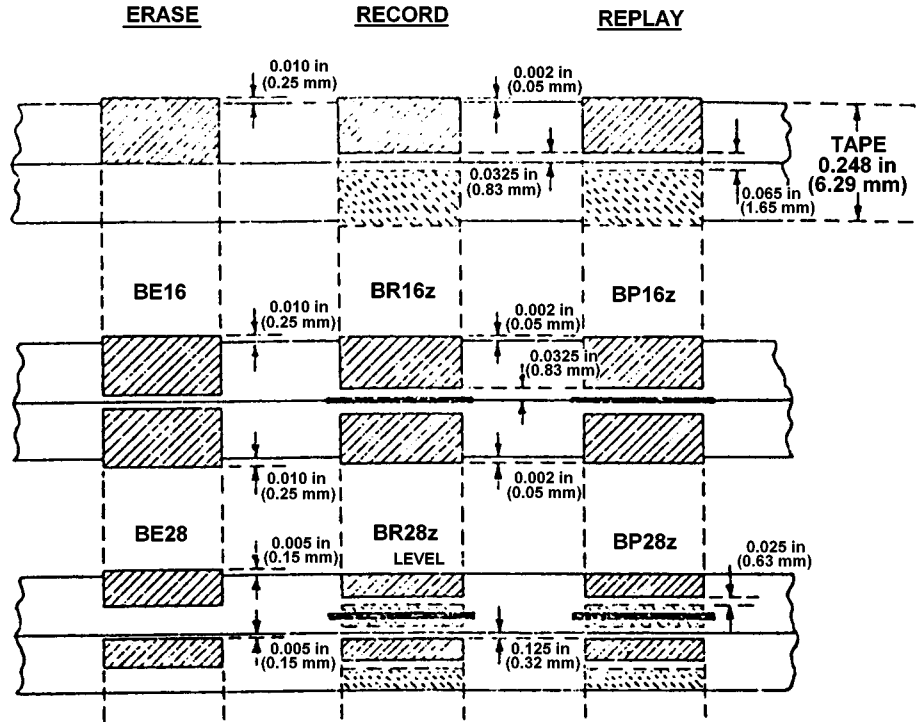 ERASE
RECORD
REPLAY
0.010 in
(0.25 mm)
0.002 in
(0.05 mm)
0.0325 in
(0.83 mm)
0.065 in
(1.65 mm)
TAPE
0.248 in
(6.29 mm)
BE16
BR16z
BP16z
0.010 in
(0.25 mm)
0.002 in
(0.05 mm)
0.0325 in
(0.83 mm)
0.010 in
(0.25 mm)
0.002 in
(0.05 mm)
BE28
BR28z
BP28z
0.005 in
(0.15 mm)
LEVEL
0.025 in
(0.63 mm)
0.005 in
(0.15 mm)
0.125 in
(0.32 mm)